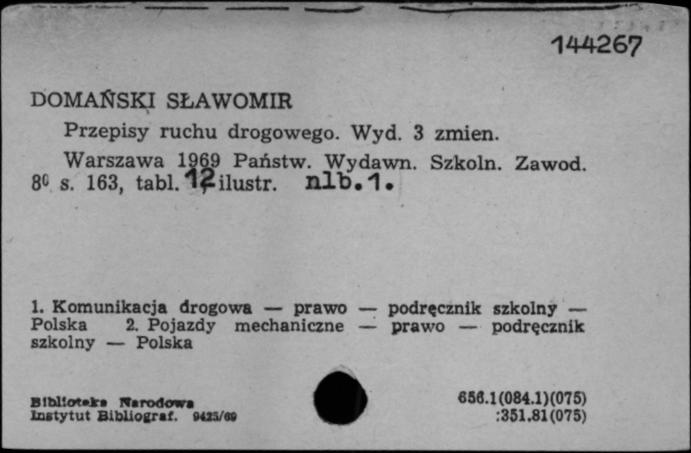 144267
DOMAŃSKI SŁAWOMIR
Przepisy ruchu drogowego. Wyd. 3 zmien.
Warszawa 1969 Państw. Wydawn. Szkoln. Zawod.
8⁰ s. 163, tabl. 12, ilustr. nlb.1.
1. Komunikacja drogowa — prawo — podręcznik szkolny —
Polska 2. Pojazdy mechaniczne — prawo — podręcznik
szkolny — Polska
Biblioteka Narodowa
Instytut Bibliograf. 9425/69
656.1(084.1)(075)
:351.81(075)